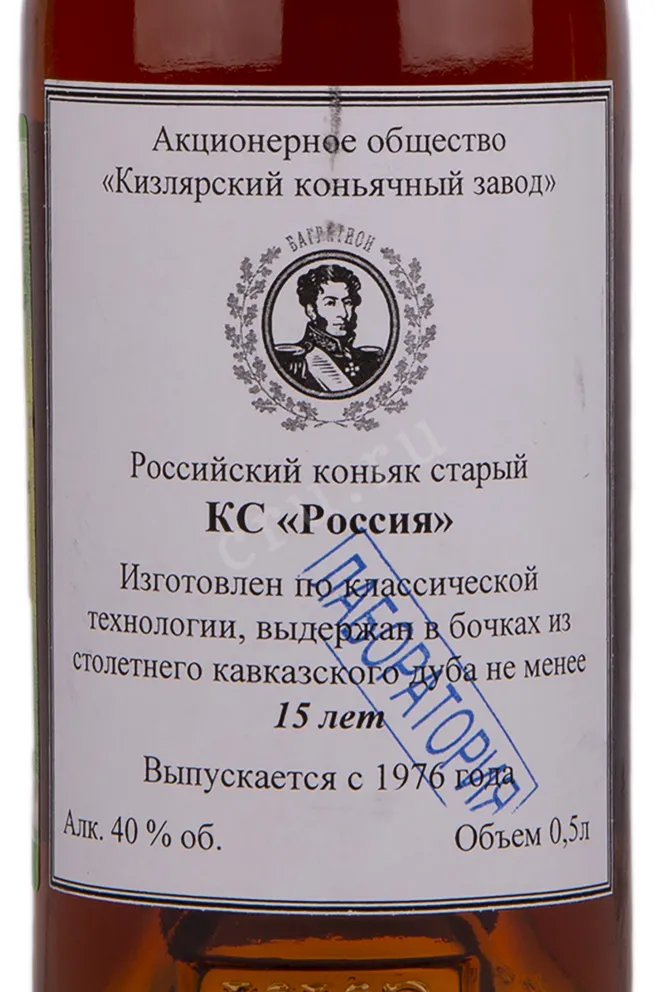 Акционерное общество
«Кизлярский коньячный завод»
БАГРАТИОН
Российский коньяк старый
КС «Россия»
Изготовлен по классической
технологии, выдержан в бочках из
столетнего кавказского дуба не менее
15 лет
Выпускается с 1976 года
Алк. 40 % об.
Объем 0,5л
ЛАБОРАТОРИЯ